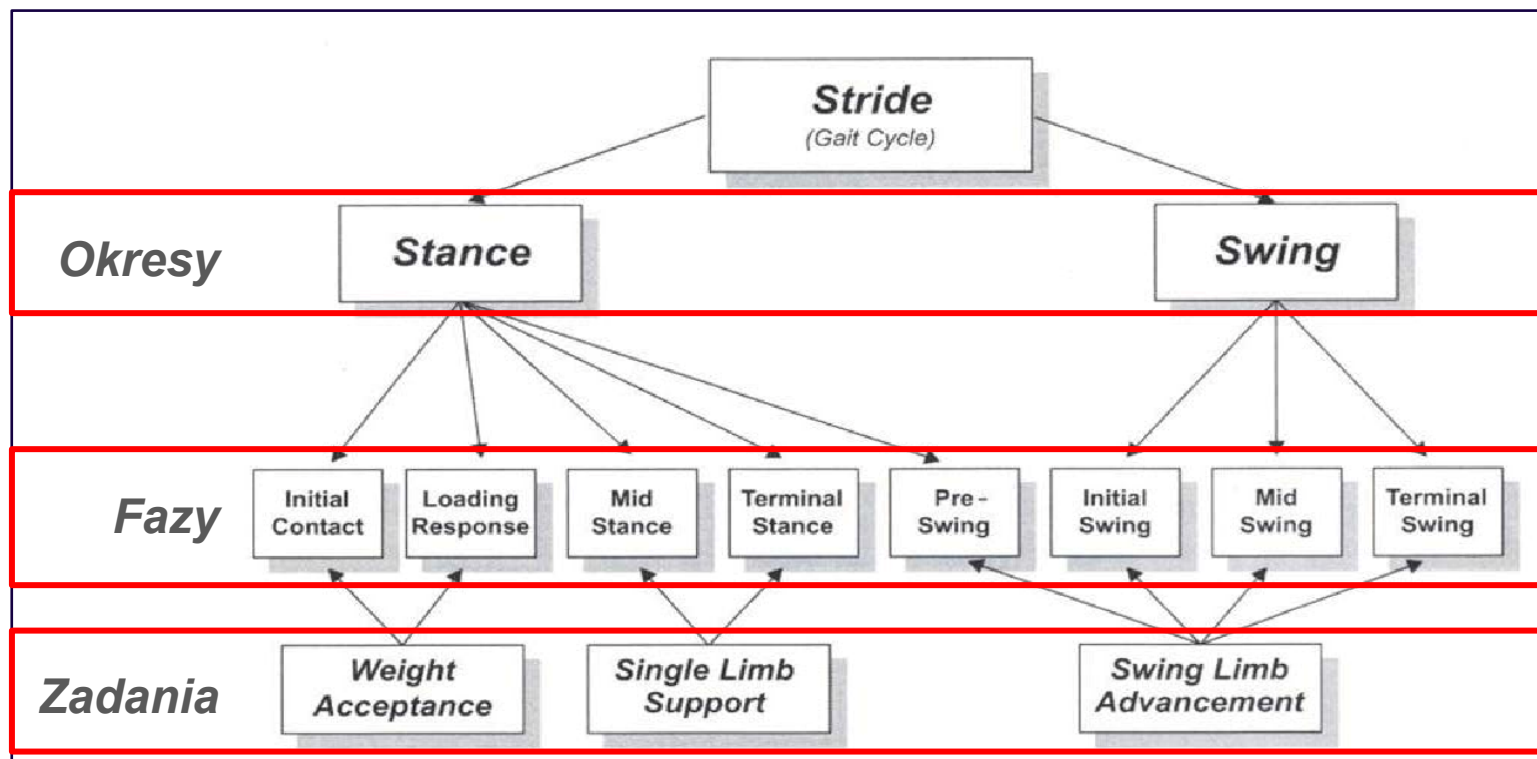 Stride
(Gait Cycle)
Okresy
Stance
Swing
Fazy
Initial
Contact
Loading
Response
Mid
Stance
Terminal
Stance
Pre -
Swing
Initial
Swing
Mid
Swing
Terminal
Swing
Zadania
Weight
Acceptance
Single Limb
Support
Swing Limb
Advancement